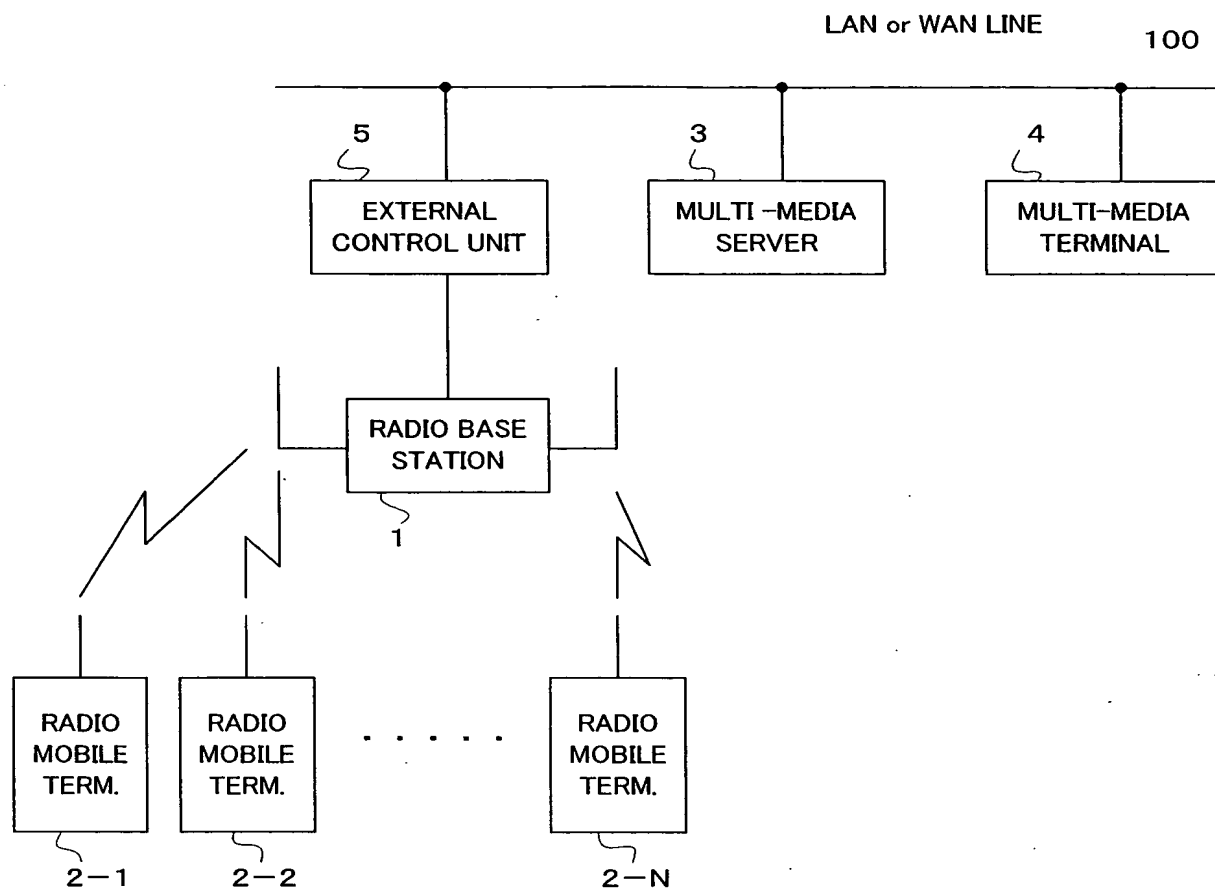 LAN or WAN LINE
100
5
3
4
EXTERNAL
CONTROL UNIT
MULTI-MEDIA
SERVER
MULTI-MEDIA
TERMINAL
RADIO BASE
STATION
1
RADIO
MOBILE
TERM.
RADIO
MOBILE
TERM.
. . . . .
RADIO
MOBILE
TERM.
2-1
2-2
2-N